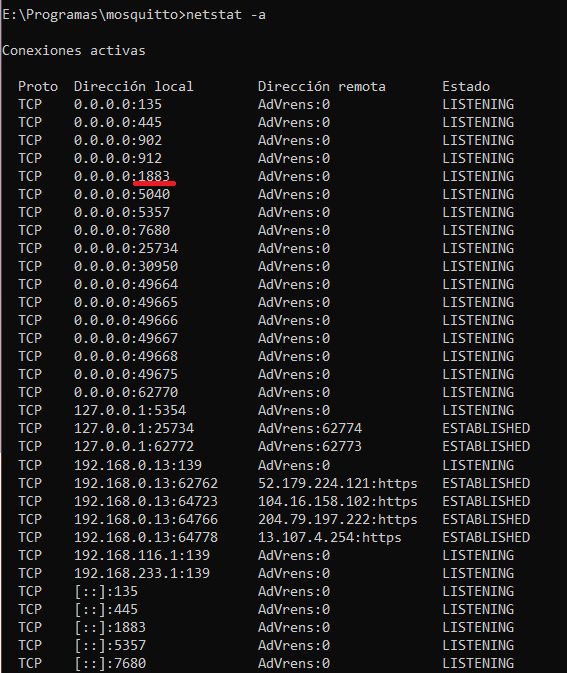 E:\Programas\mosquitto>netstat -a
Conexiones activas
Proto Dirección local Dirección remota Estado
TCP 0.0.0.0:135 AdVrens:0 LISTENING
TCP 0.0.0.0:445 AdVrens:0 LISTENING
TCP 0.0.0.0:902 AdVrens:0 LISTENING
TCP 0.0.0.0:912 AdVrens:0 LISTENING
TCP 0.0.0.0:1883 AdVrens:0 LISTENING
TCP 0.0.0.0:5040 AdVrens:0 LISTENING
TCP 0.0.0.0:5357 AdVrens:0 LISTENING
TCP 0.0.0.0:7680 AdVrens:0 LISTENING
TCP 0.0.0.0:25734 AdVrens:0 LISTENING
TCP 0.0.0.0:30950 AdVrens:0 LISTENING
TCP 0.0.0.0:49664 AdVrens:0 LISTENING
TCP 0.0.0.0:49665 AdVrens:0 LISTENING
TCP 0.0.0.0:49666 AdVrens:0 LISTENING
TCP 0.0.0.0:49667 AdVrens:0 LISTENING
TCP 0.0.0.0:49668 AdVrens:0 LISTENING
TCP 0.0.0.0:49675 AdVrens:0 LISTENING
TCP 0.0.0.0:62770 AdVrens:0 LISTENING
TCP 127.0.0.1:5354 AdVrens:0 LISTENING
TCP 127.0.0.1:25734 AdVrens:62774 ESTABLISHED
TCP 127.0.0.1:62772 AdVrens:62773 ESTABLISHED
TCP 192.168.0.13:139 AdVrens:0 LISTENING
TCP 192.168.0.13:62762 52.179.224.121:https ESTABLISHED
TCP 192.168.0.13:64723 104.16.158.102:https ESTABLISHED
TCP 192.168.0.13:64766 204.79.197.222:https ESTABLISHED
TCP 192.168.0.13:64778 13.107.4.254:https ESTABLISHED
TCP 192.168.116.1:139 AdVrens:0 LISTENING
TCP 192.168.233.1:139 AdVrens:0 LISTENING
TCP [::]:135 AdVrens:0 LISTENING
TCP [::]:445 AdVrens:0 LISTENING
TCP [::]:1883 AdVrens:0 LISTENING
TCP [::]:5357 AdVrens:0 LISTENING
TCP [::]:7680 AdVrens:0 LISTENING